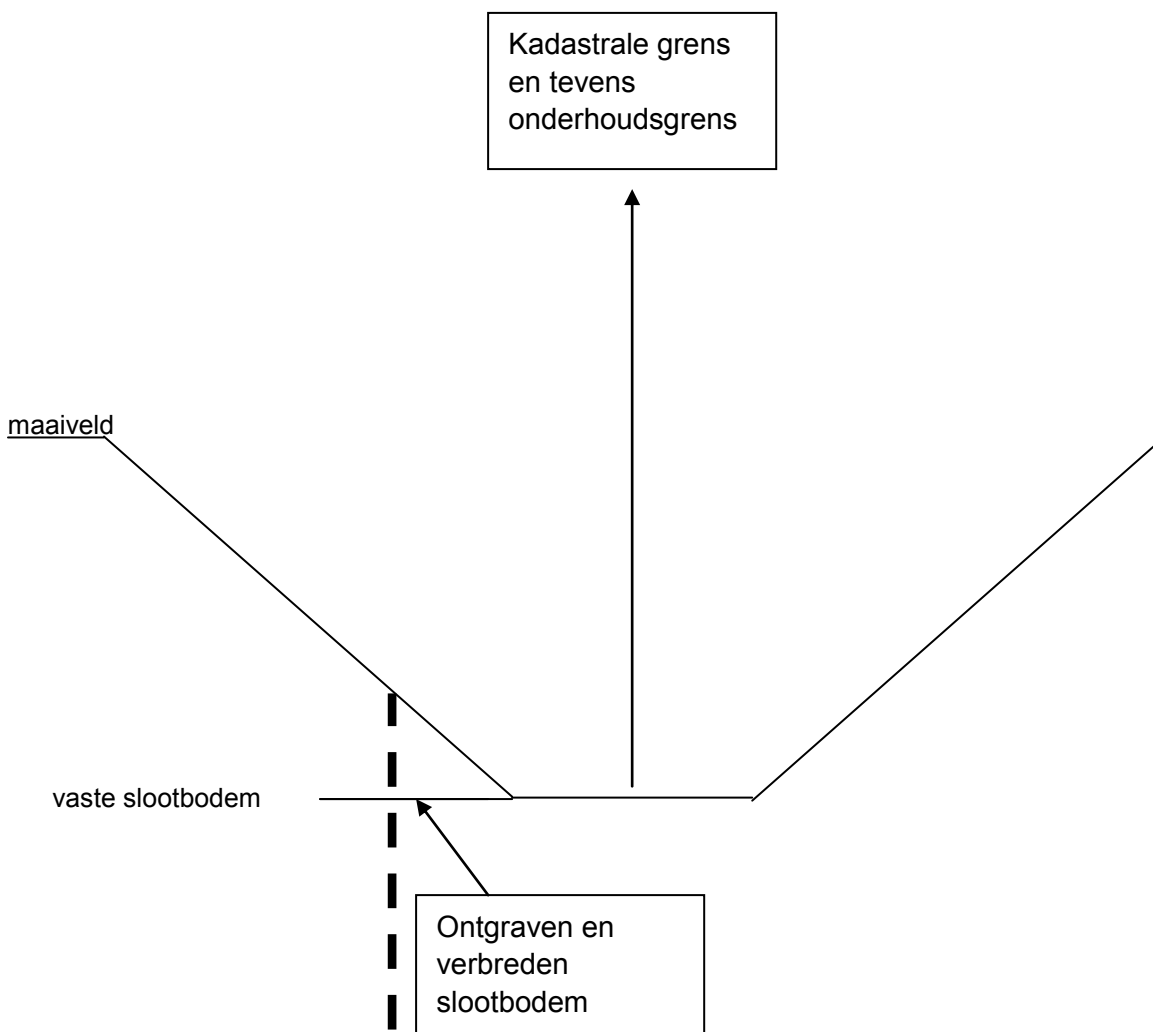 Kadastrale grens
en tevens
onderhoudsgrens
maaiveld
vaste slootbodem
Ontgraven en
verbreden
slootbodem